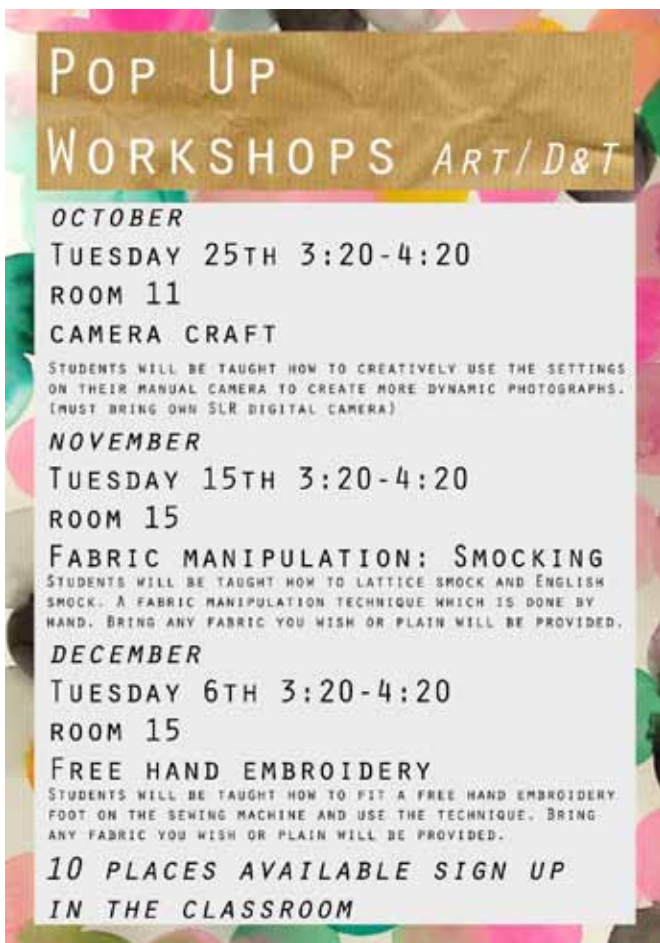 Pop Up
Workshops Art/D&T
October
Tuesday 25th 3:20-4:20
room 11
camera craft
Students will be taught how to creatively use the settings
on their manual camera to create more dynamic photographs.
(must bring own SLR digital camera)
November
Tuesday 15th 3:20-4:20
room 15
Fabric manipulation: Smocking
Students will be taught how to lattice smock and English
smock. A fabric manipulation technique which is done by
hand. Bring any fabric you wish or plain will be provided.
December
Tuesday 6th 3:20-4:20
room 15
Free hand embroidery
Students will be taught how to fit a free hand embroidery
foot on the sewing machine and use the technique. Bring
any fabric you wish or plain will be provided.
10 places available sign up
in the classroom